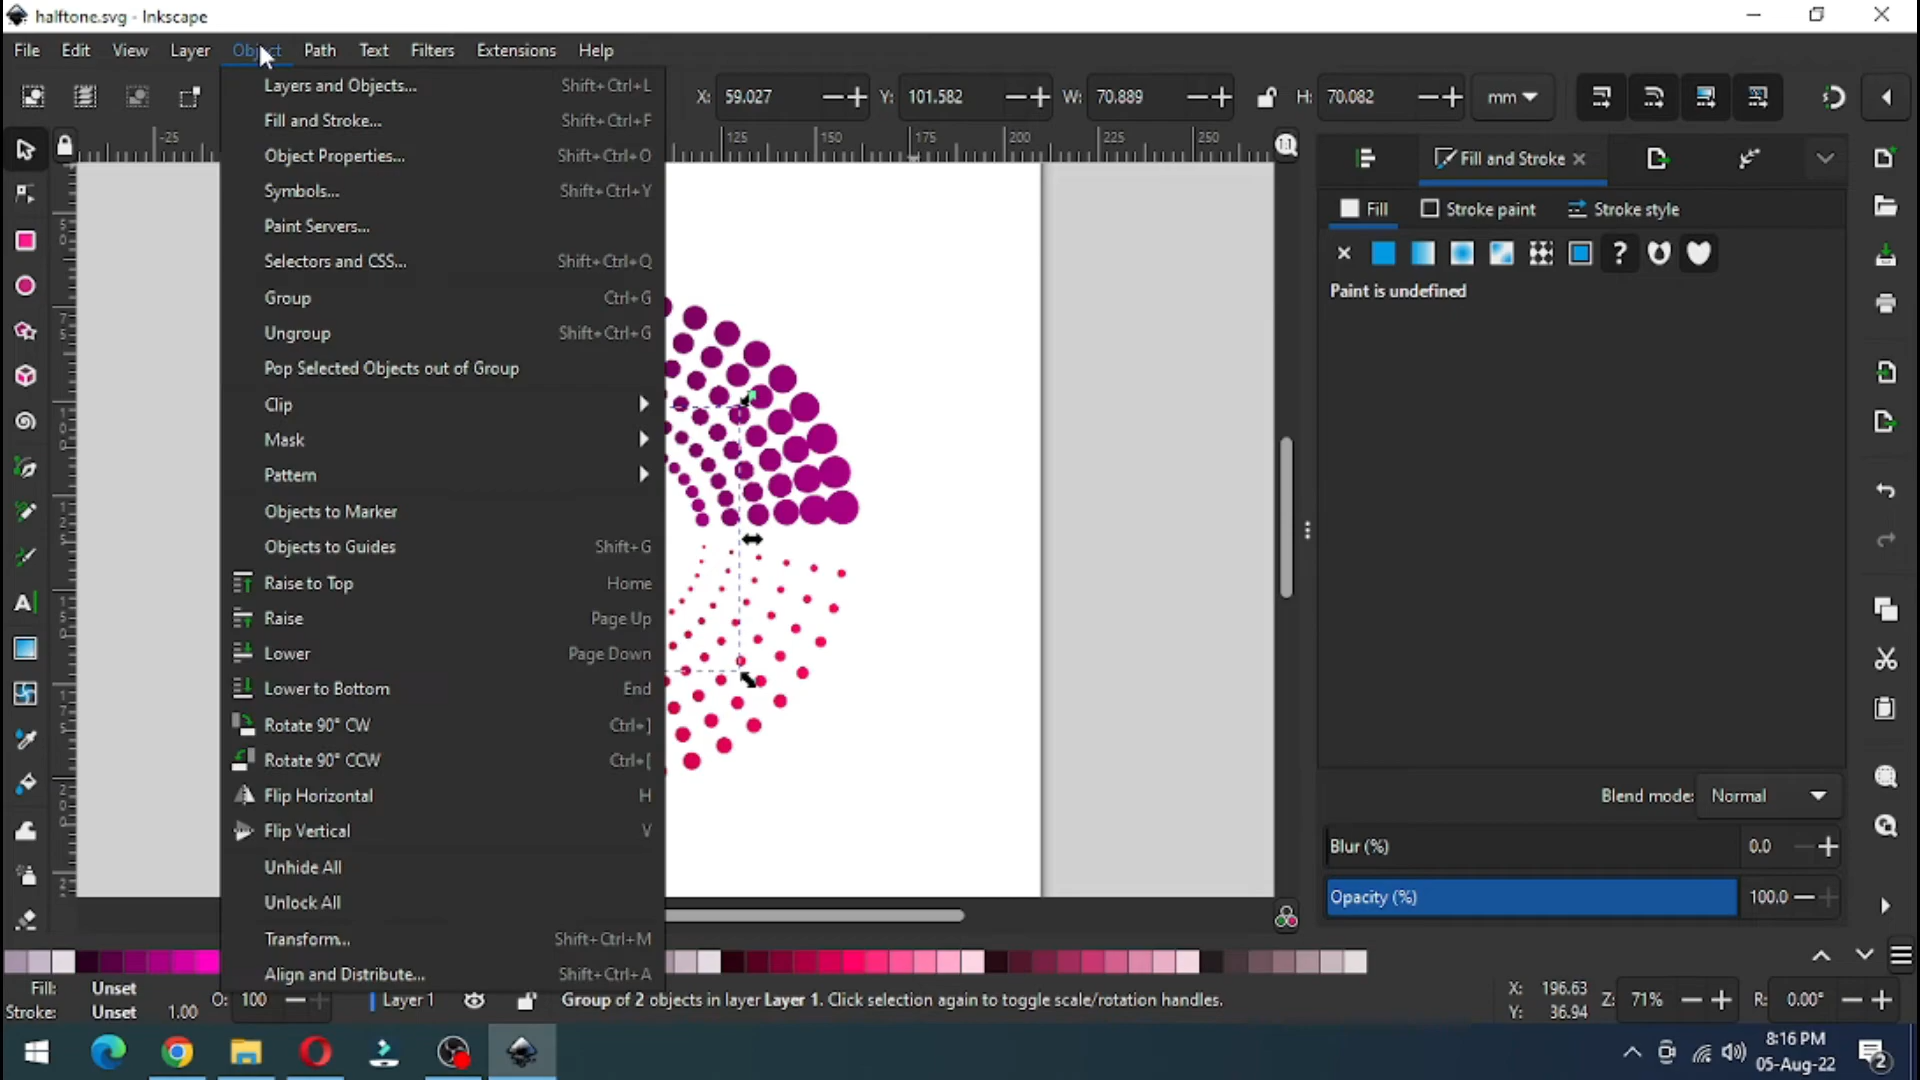 halftone.svg - Inkscape
File Edit View Layer Object Path Text Filters Extensions Help
X: 59.027 Y: 101.582 W: 70.889 H: 70.082 mm
-25 125 150 175 200 225 250
Layers and Objects... Shift+Ctrl+L
Fill and Stroke... Shift+Ctrl+F
Object Properties... Shift+Ctrl+O
Symbols... Shift+Ctrl+Y
Paint Servers...
Selectors and CSS... Shift+Ctrl+Q
Group Ctrl+G
Ungroup Shift+Ctrl+G
Pop Selected Objects out of Group
Clip
Mask
Pattern
Objects to Marker
Objects to Guides Shift+G
Raise to Top Home
Raise Page Up
Lower Page Down
Lower to Bottom End
Rotate 90° CW Ctrl+]
Rotate 90° CCW Ctrl+[
Flip Horizontal H
Flip Vertical V
Unhide All
Unlock All
Transform... Shift+Ctrl+M
Align and Distribute... Shift+Ctrl+A
Fill and Stroke
Fill Stroke paint Stroke style
Paint is undefined
Blend mode: Normal
Blur (%) 0.0
Opacity (%) 100.0
Fill: Unset
Stroke: Unset 1.00
O: 100
Layer 1
Group of 2 objects in layer Layer 1. Click selection again to toggle scale/rotation handles.
X: 196.63
Y: 36.94
Z: 71%
R: 0.00°
8:16 PM
05-Aug-22
2